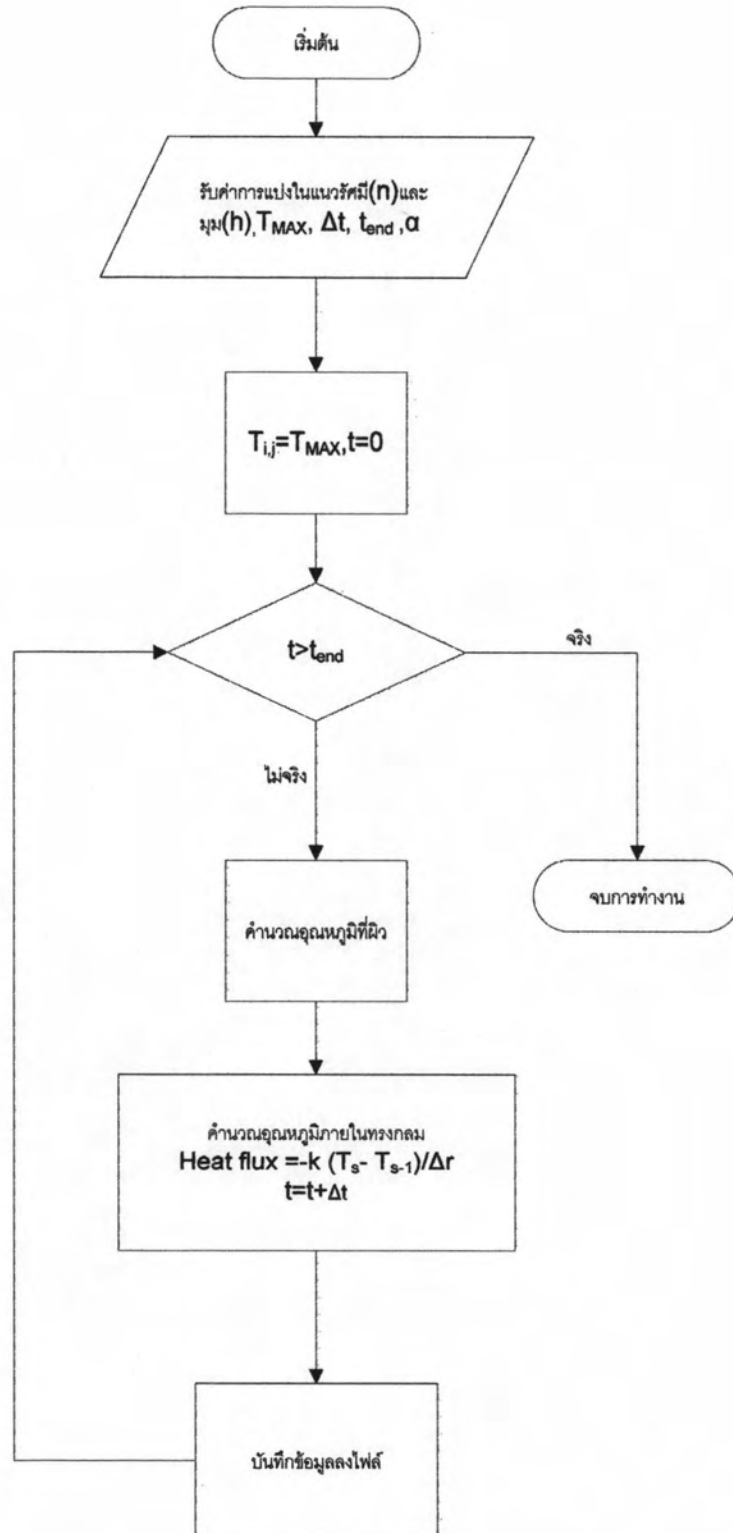 เริ่มต้น
รับค่าการแบ่งในแนวรัศมี(n)และ
มุม(h),T_MAX, Δt, t_end ,α
T_i,j=T_MAX,t=0
t>t_end
จริง
ไม่จริง
คำนวณอุณหภูมิที่ผิว
จบการทำงาน
คำนวณอุณหภูมิภายในทรงกลม
Heat flux =-k (T_s- T_s-1)/Δr
t=t+Δt
บันทึกข้อมูลลงไฟล์